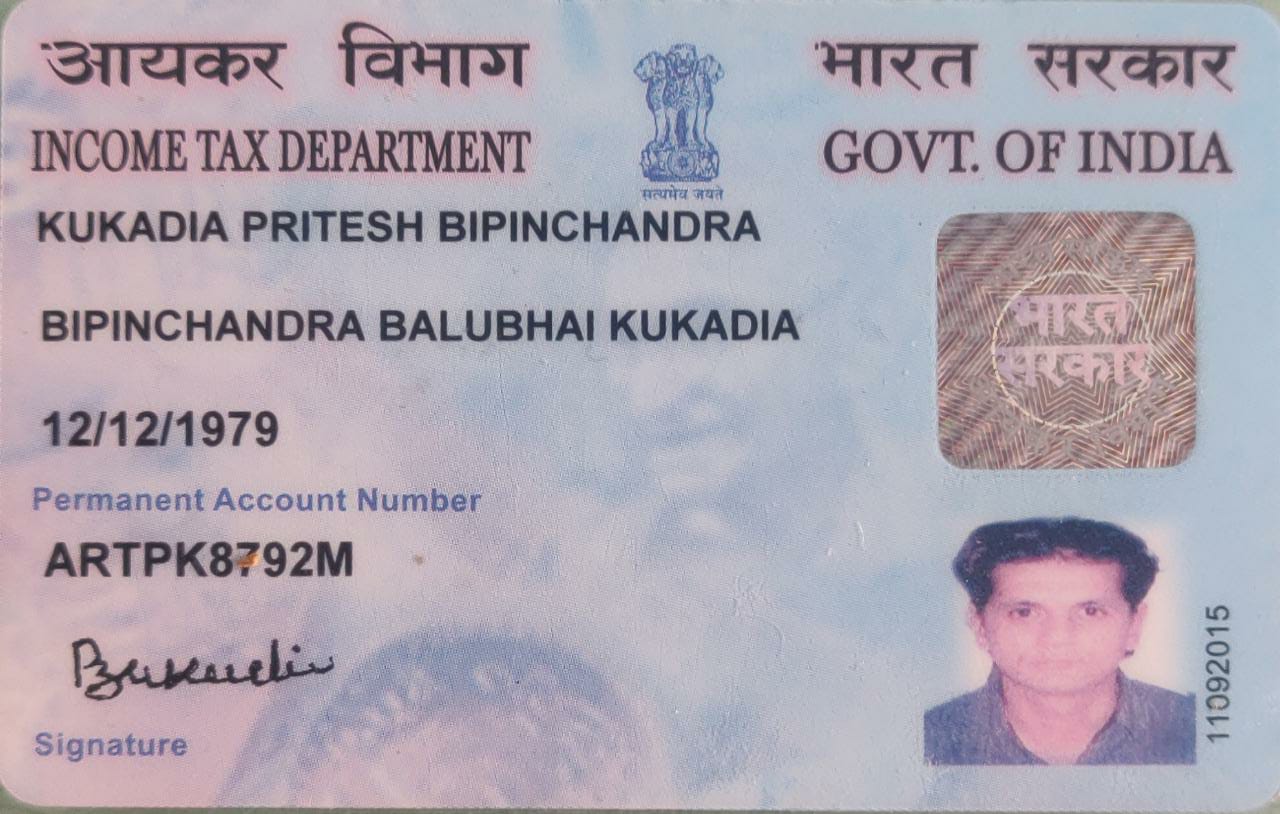 आयकर विभाग
INCOME TAX DEPARTMENT
सत्यमेव जयते
भारत सरकार
GOVT. OF INDIA
KUKADIA PRITESH BIPINCHANDRA
BIPINCHANDRA BALUBHAI KUKADIA
12/12/1979
Permanent Account Number
ARTPK8792M
Signature
भारत
सरकार
11092015